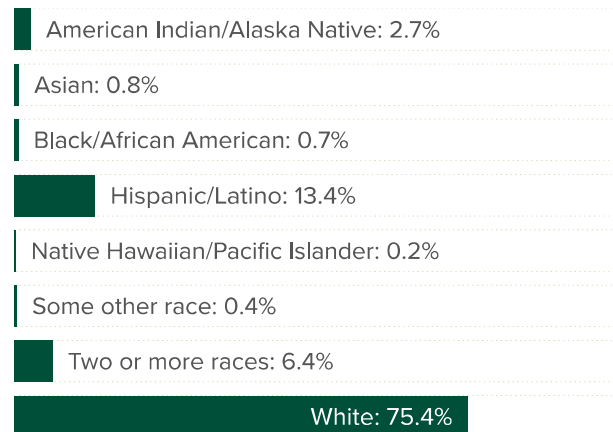 American Indian/Alaska Native: 2.7%
Asian: 0.8%
Black/African American: 0.7%
Hispanic/Latino: 13.4%
Native Hawaiian/Pacific Islander: 0.2%
Some other race: 0.4%
Two or more races: 6.4%
White: 75.4%